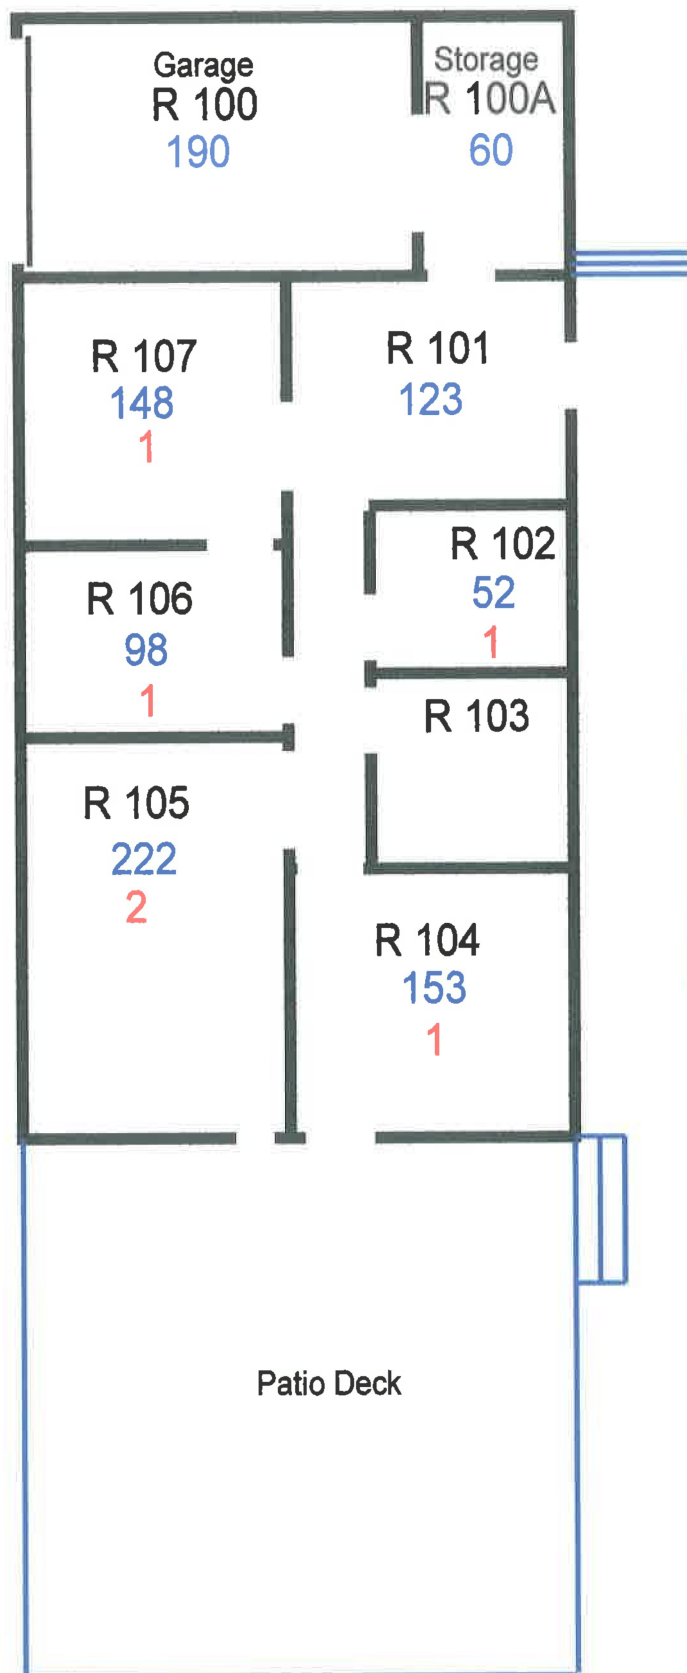 Garage
R 100
190
Storage
R 100A
60
R 107
148
1
R 101
123
R 102
52
1
R 106
98
1
R 103
R 105
222
2
R 104
153
1
Patio Deck